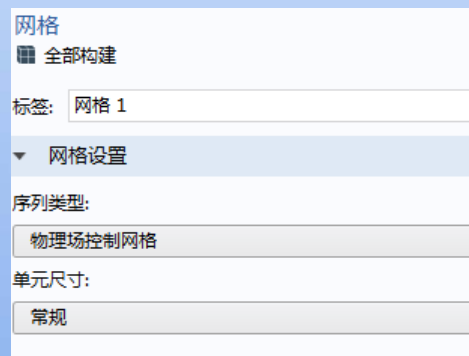 网格
全部构建
标签: 网格 1
网格设置
序列类型:
物理场控制网格
单元尺寸:
常规